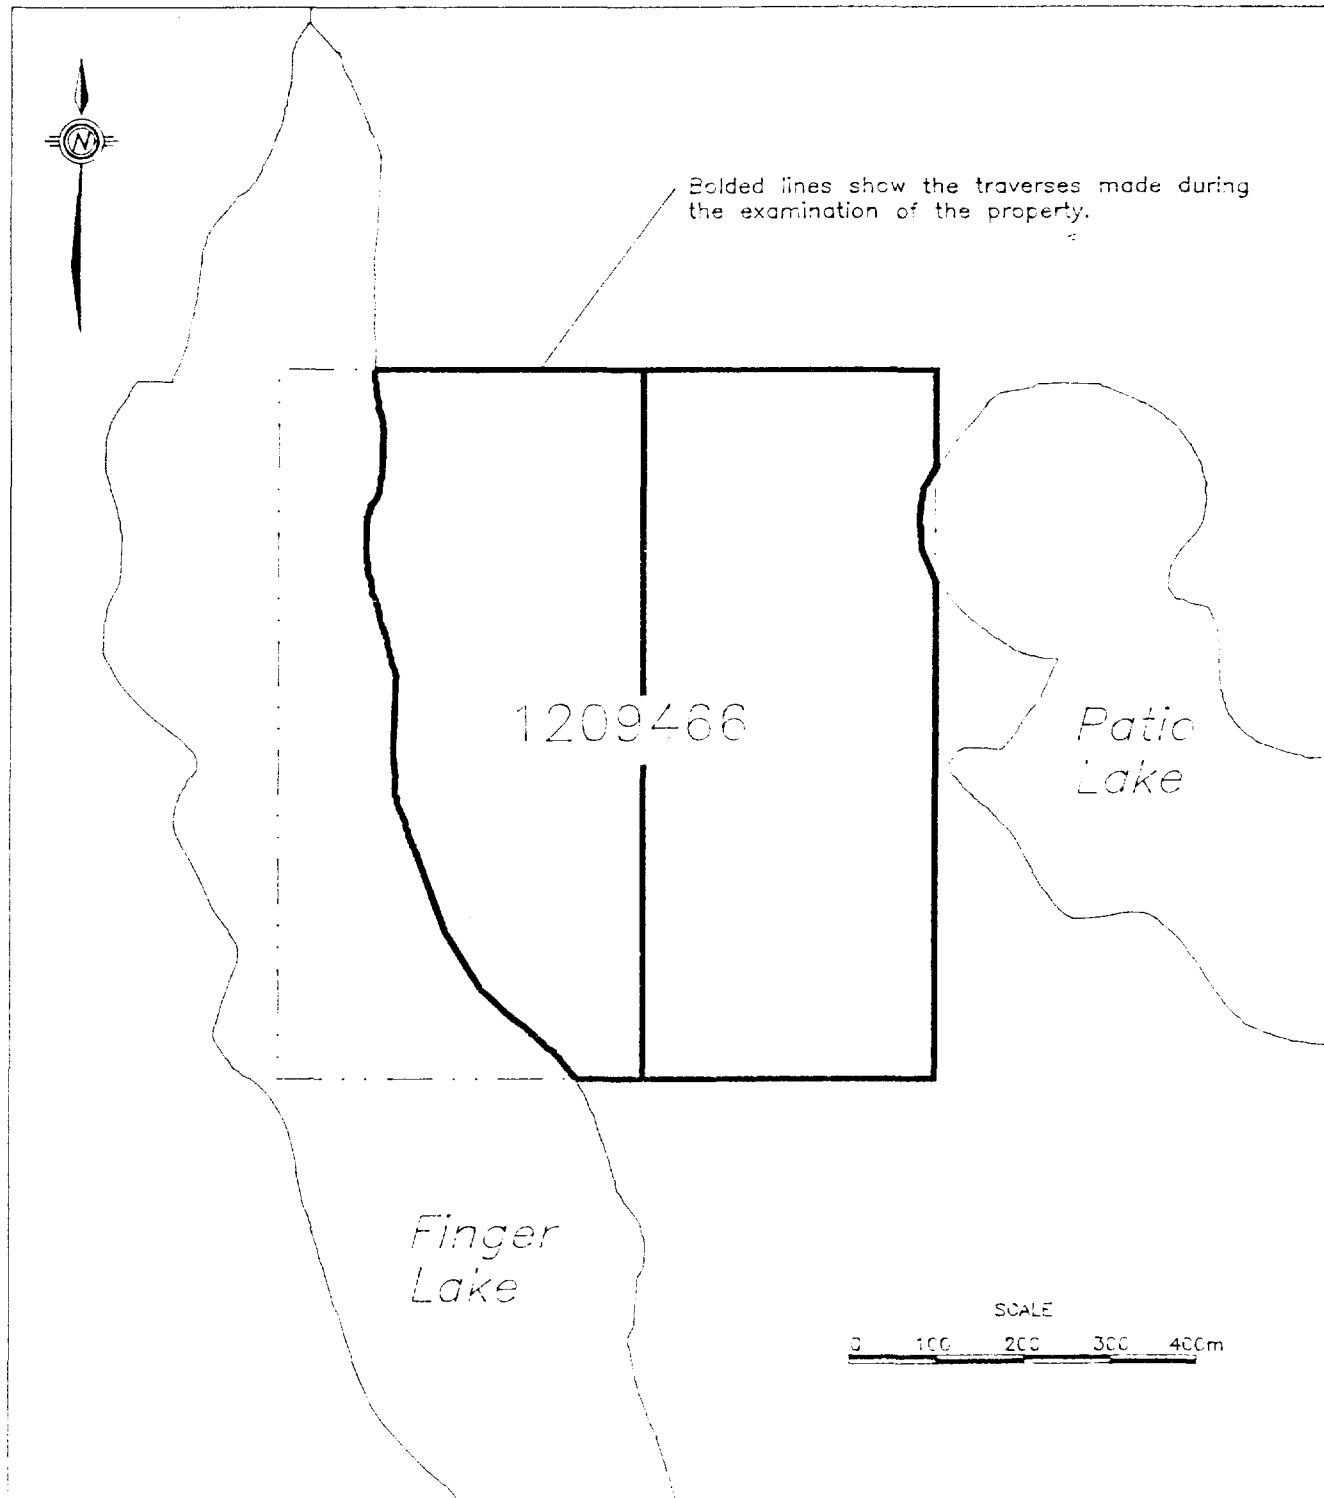 N
Bolded lines show the traverses made during
the examination of the property.
1209466
Patio
Lake
Finger
Lake
SCALE
0 100 200 300 400m